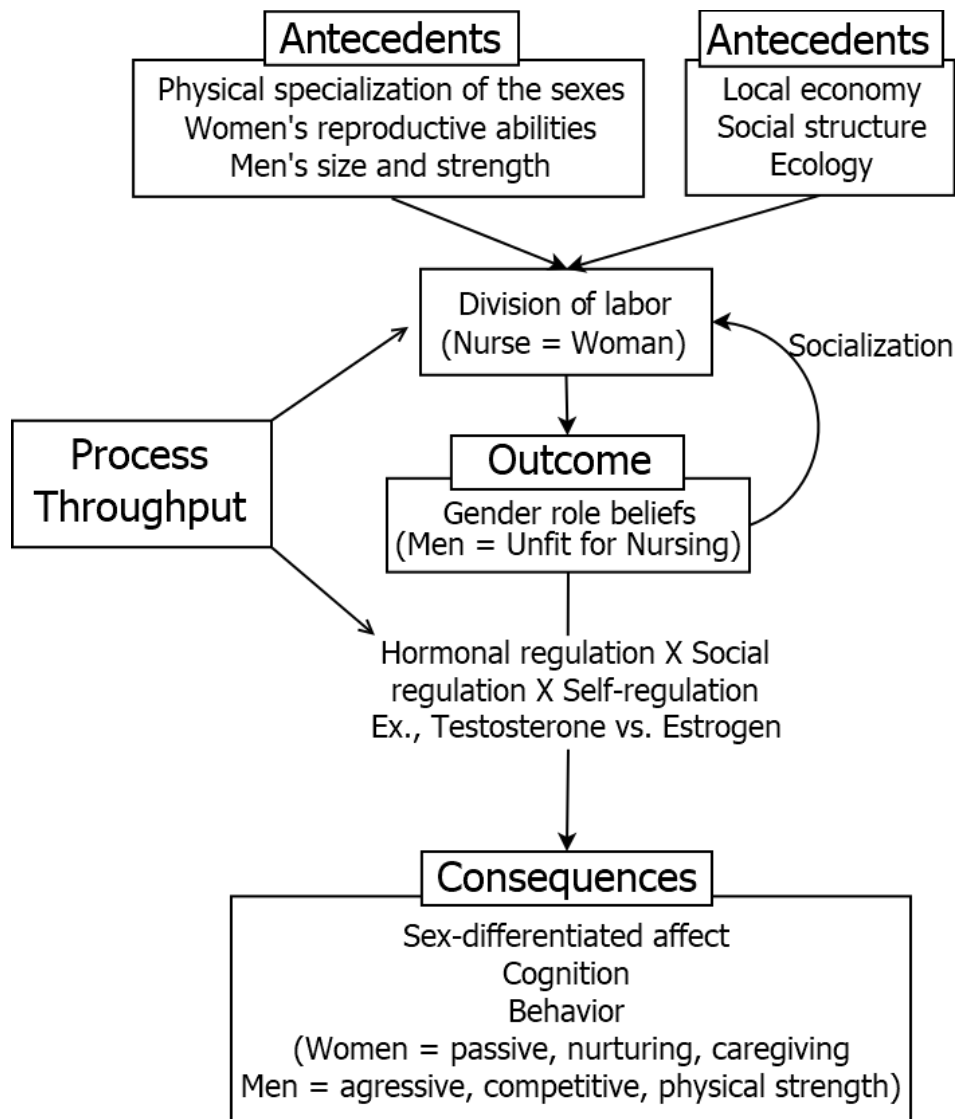 Antecedents
Physical specialization of the sexes
Women's reproductive abilities
Men's size and strength
Antecedents
Local economy
Social structure
Ecology
Division of labor
(Nurse = Woman)
Socialization
Process
Throughput
Outcome
Gender role beliefs
(Men = Unfit for Nursing)
Hormonal regulation X Social
regulation X Self-regulation
Ex., Testosterone vs. Estrogen
Consequences
Sex-differentiated affect
Cognition
Behavior
(Women = passive, nurturing, caregiving
Men = agressive, competitive, physical strength)